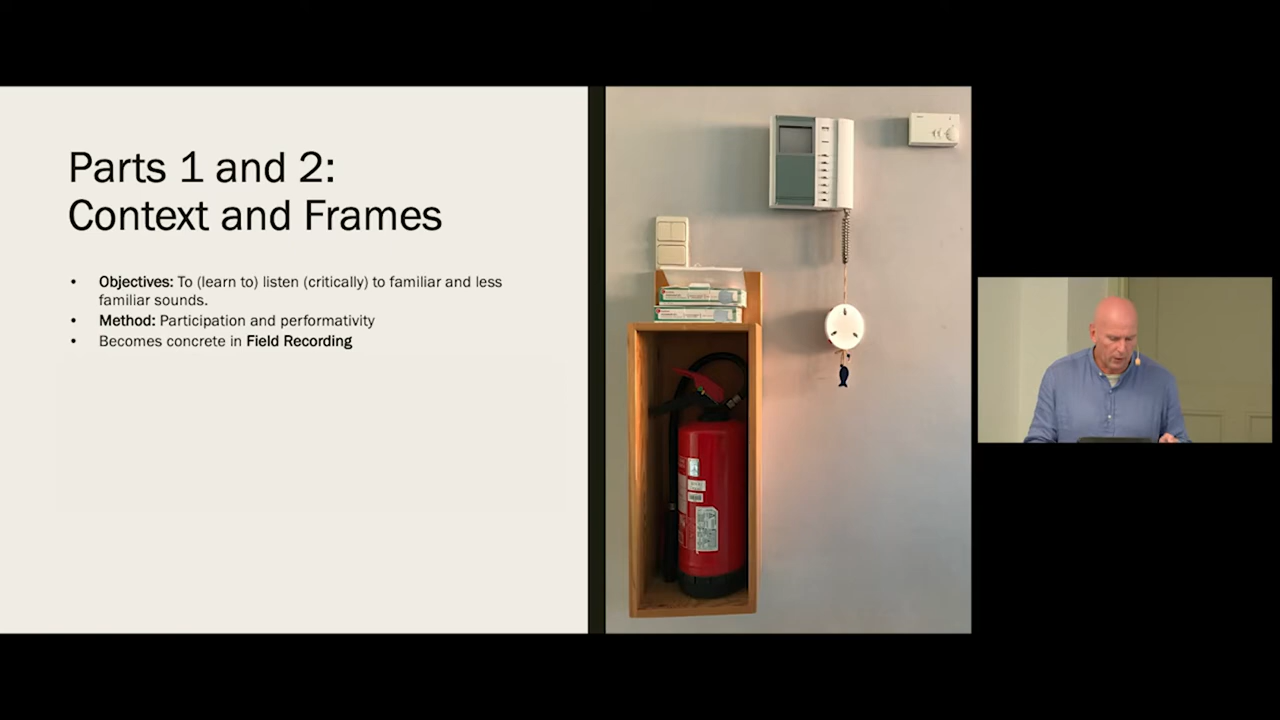 Parts 1 and 2:
Context and Frames
• Objectives: To (learn to) listen (critically) to familiar and less
familiar sounds.
• Method: Participation and performativity
• Becomes concrete in Field Recording